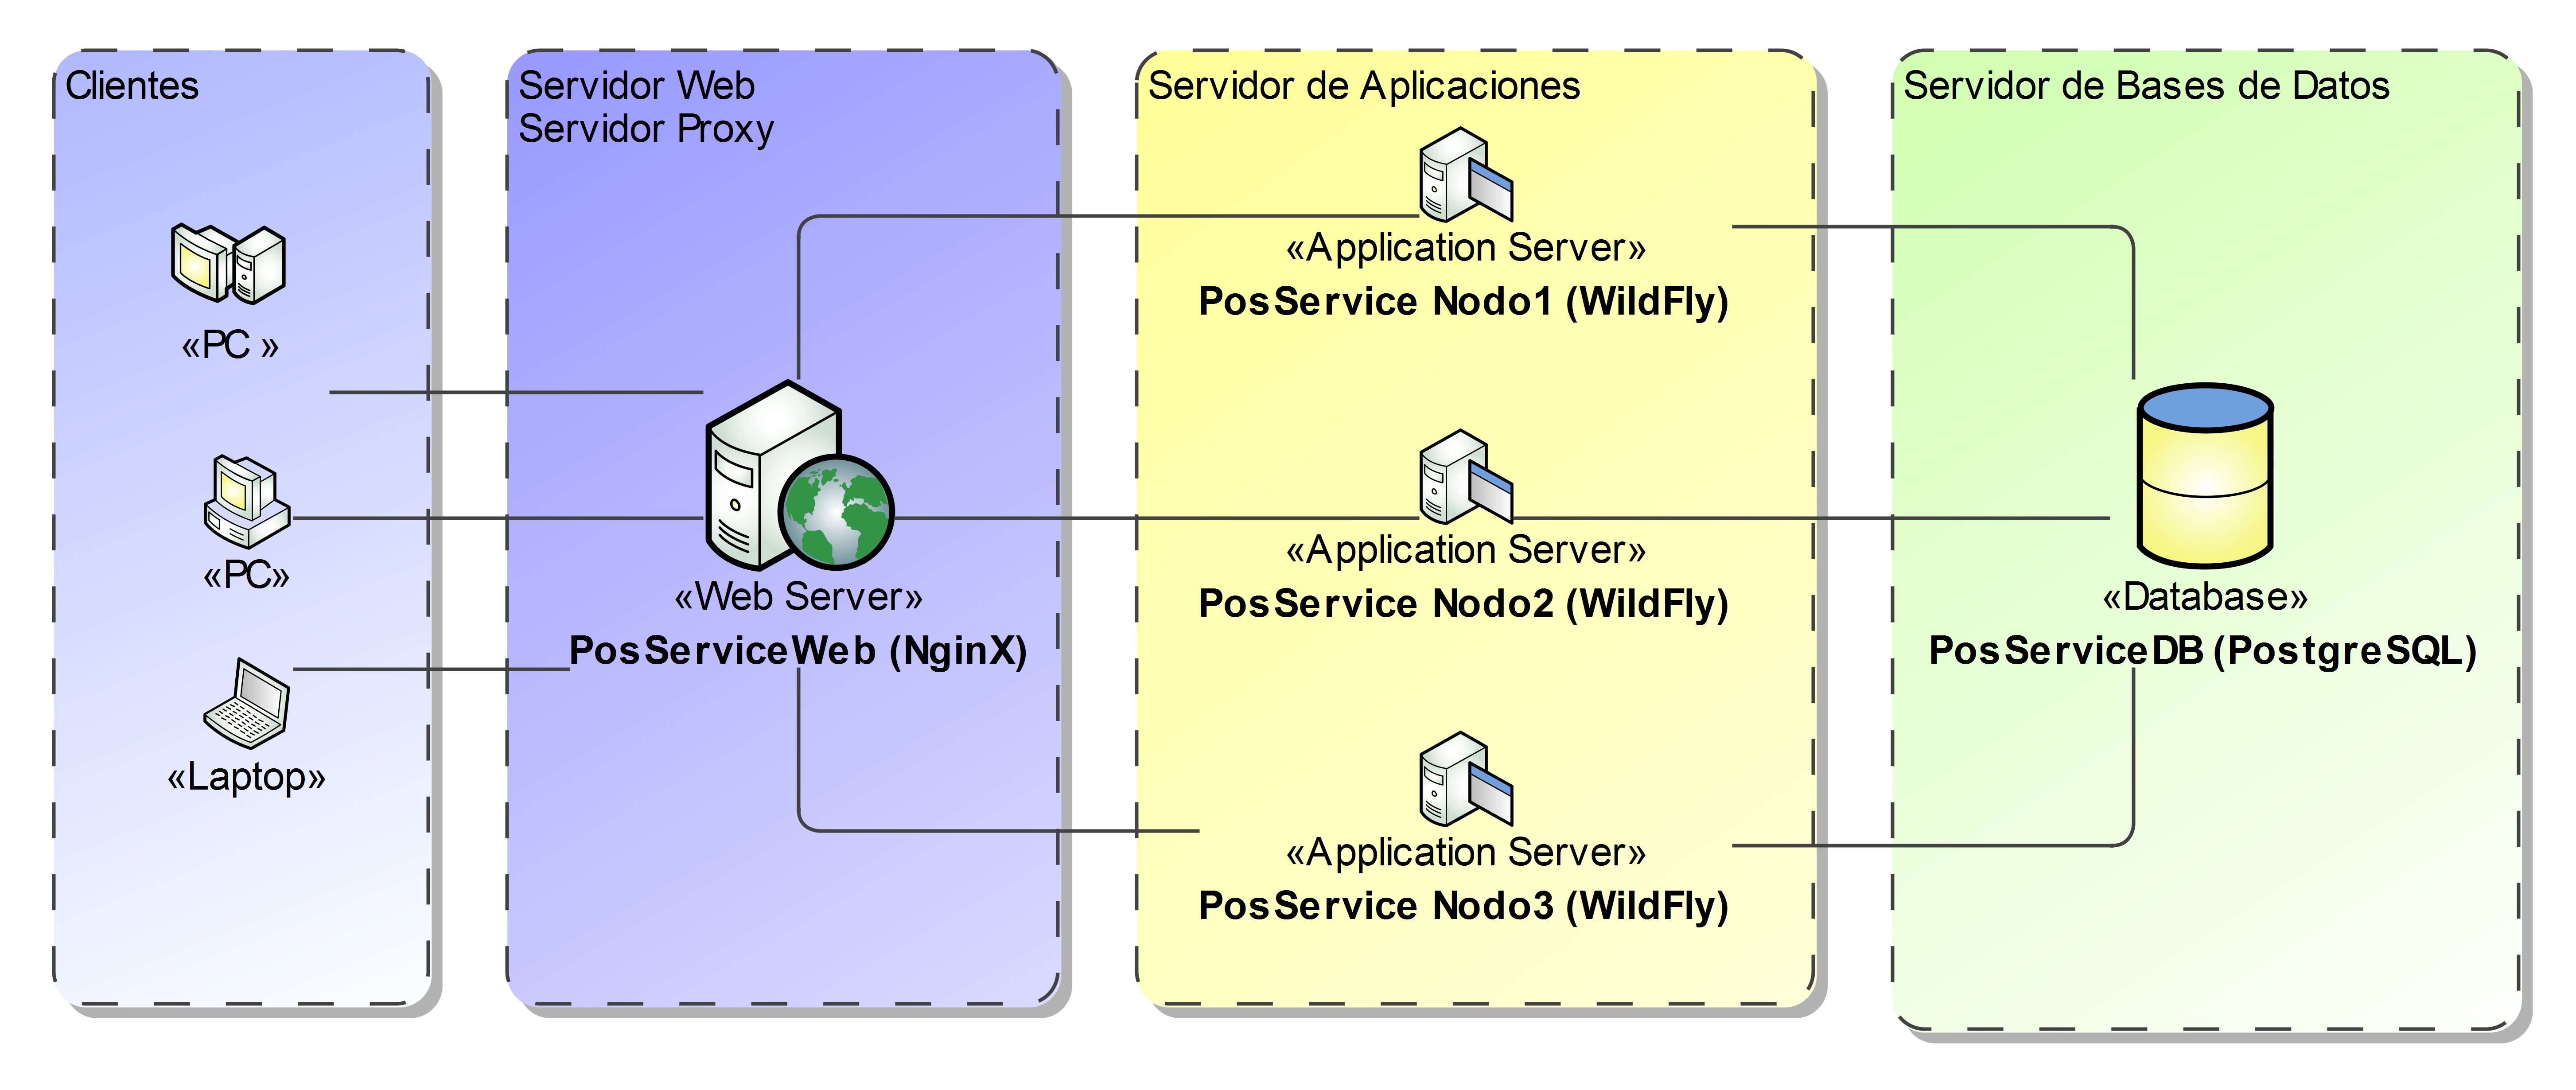 Clientes
«PC »
«PC»
«Laptop»
Servidor Web
Servidor Proxy
«Web Server»
PosServiceWeb (NginX)
Servidor de Aplicaciones
«Application Server»
PosService Nodo1 (WildFly)
«Application Server»
PosService Nodo2 (WildFly)
«Application Server»
PosService Nodo3 (WildFly)
Servidor de Bases de Datos
«Database»
PosServiceDB (PostgreSQL)